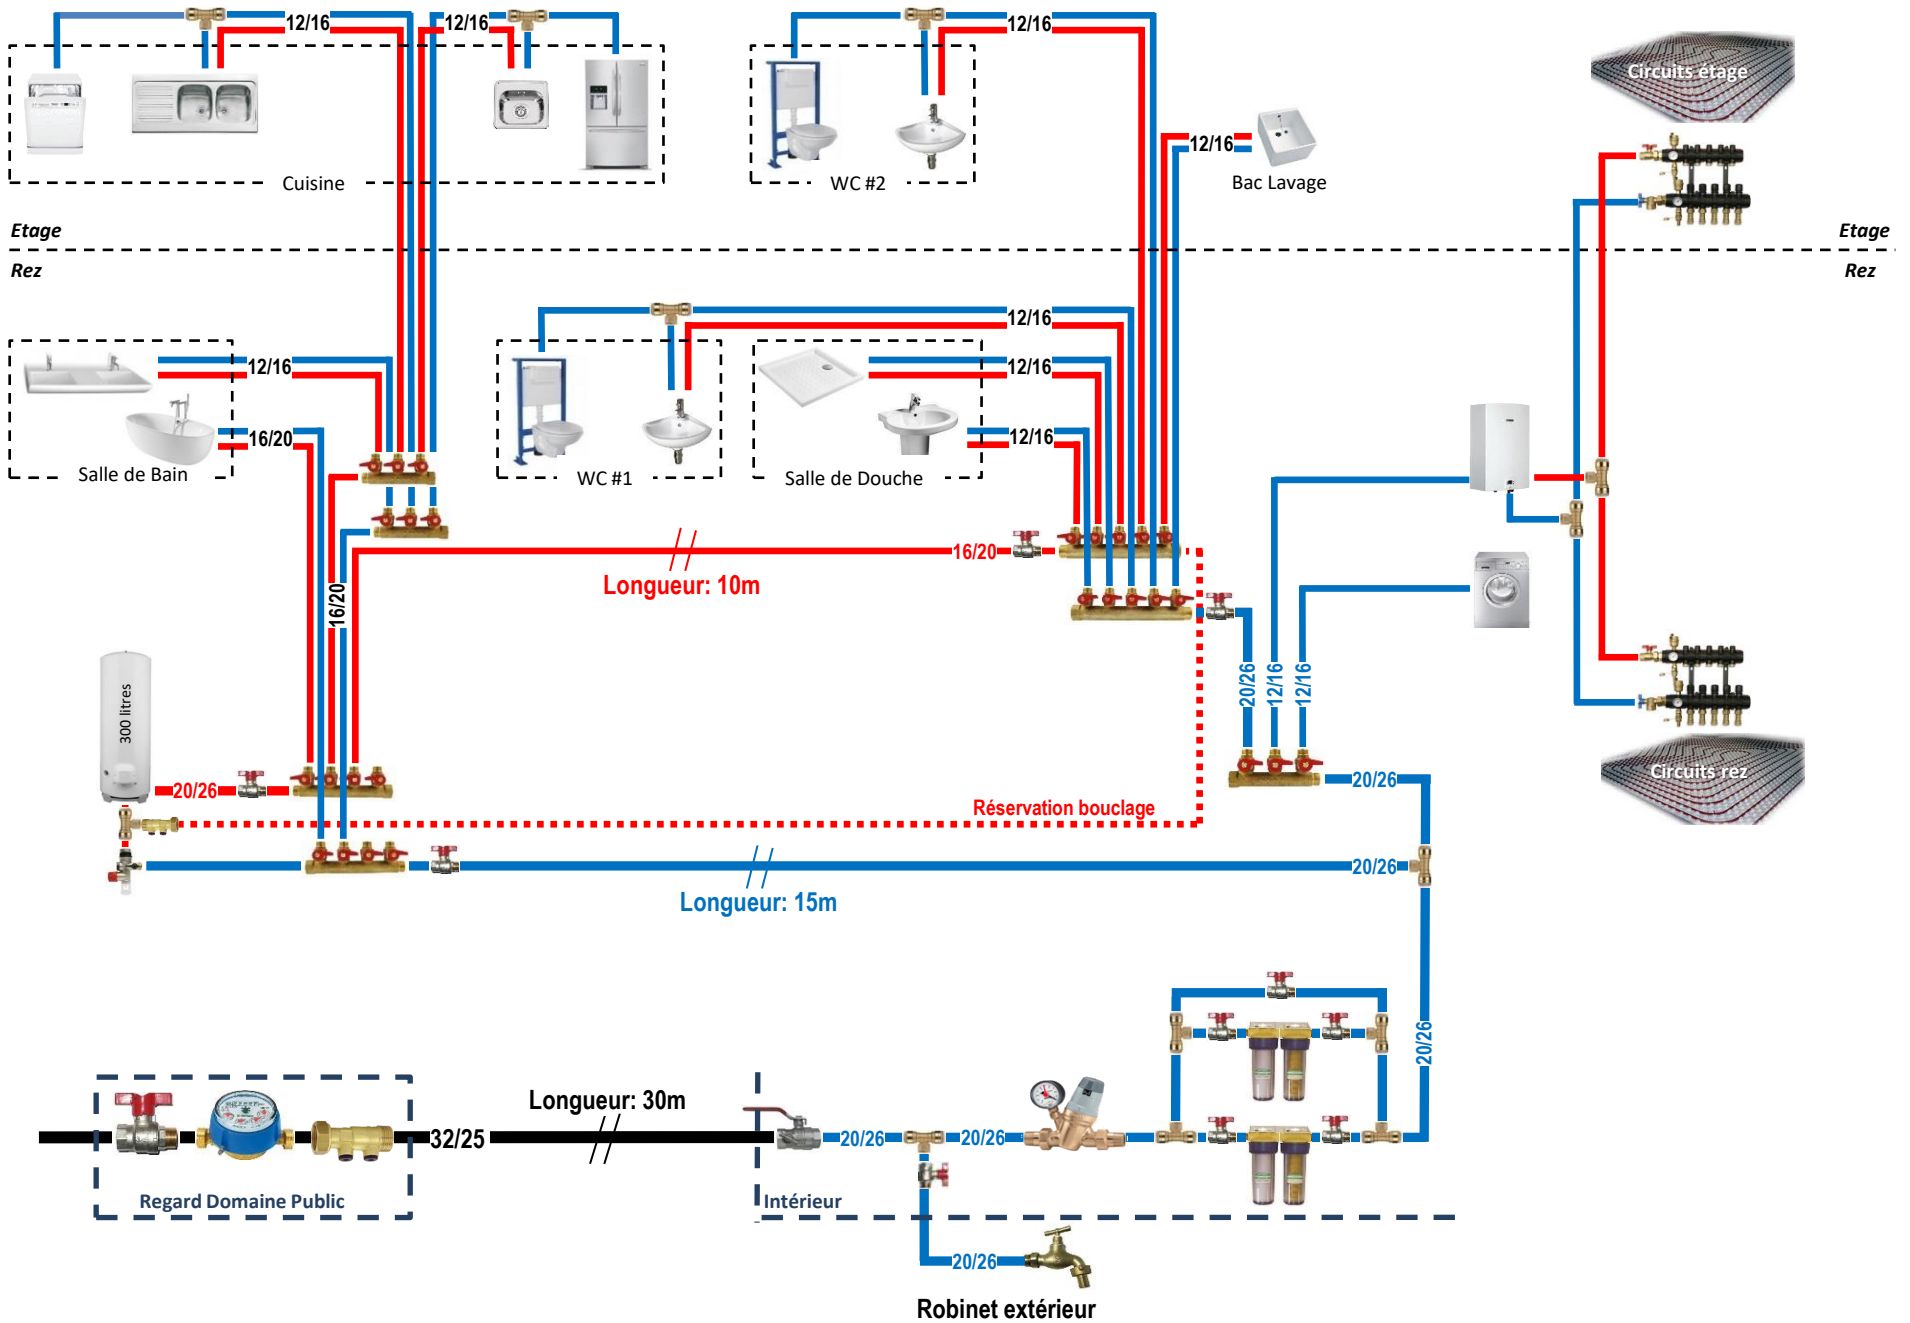 12/16
12/16
12/16
Circuits étage
12/16
Cuisine
WC #2
Bac Lavage
Etage
Etage
Rez
Rez
12/16
12/16
12/16
16/20
12/16
Salle de Bain
WC #1
Salle de Douche
16/20
Longueur: 10m
16/20
300 litres
20/26
12/16
12/16
Circuits rez
20/26
20/26
Réservation bouclage
20/26
Longueur: 15m
20/26
Longueur: 30m
32/25
20/26
20/26
Regard Domaine Public
Intérieur
20/26
Robinet extérieur